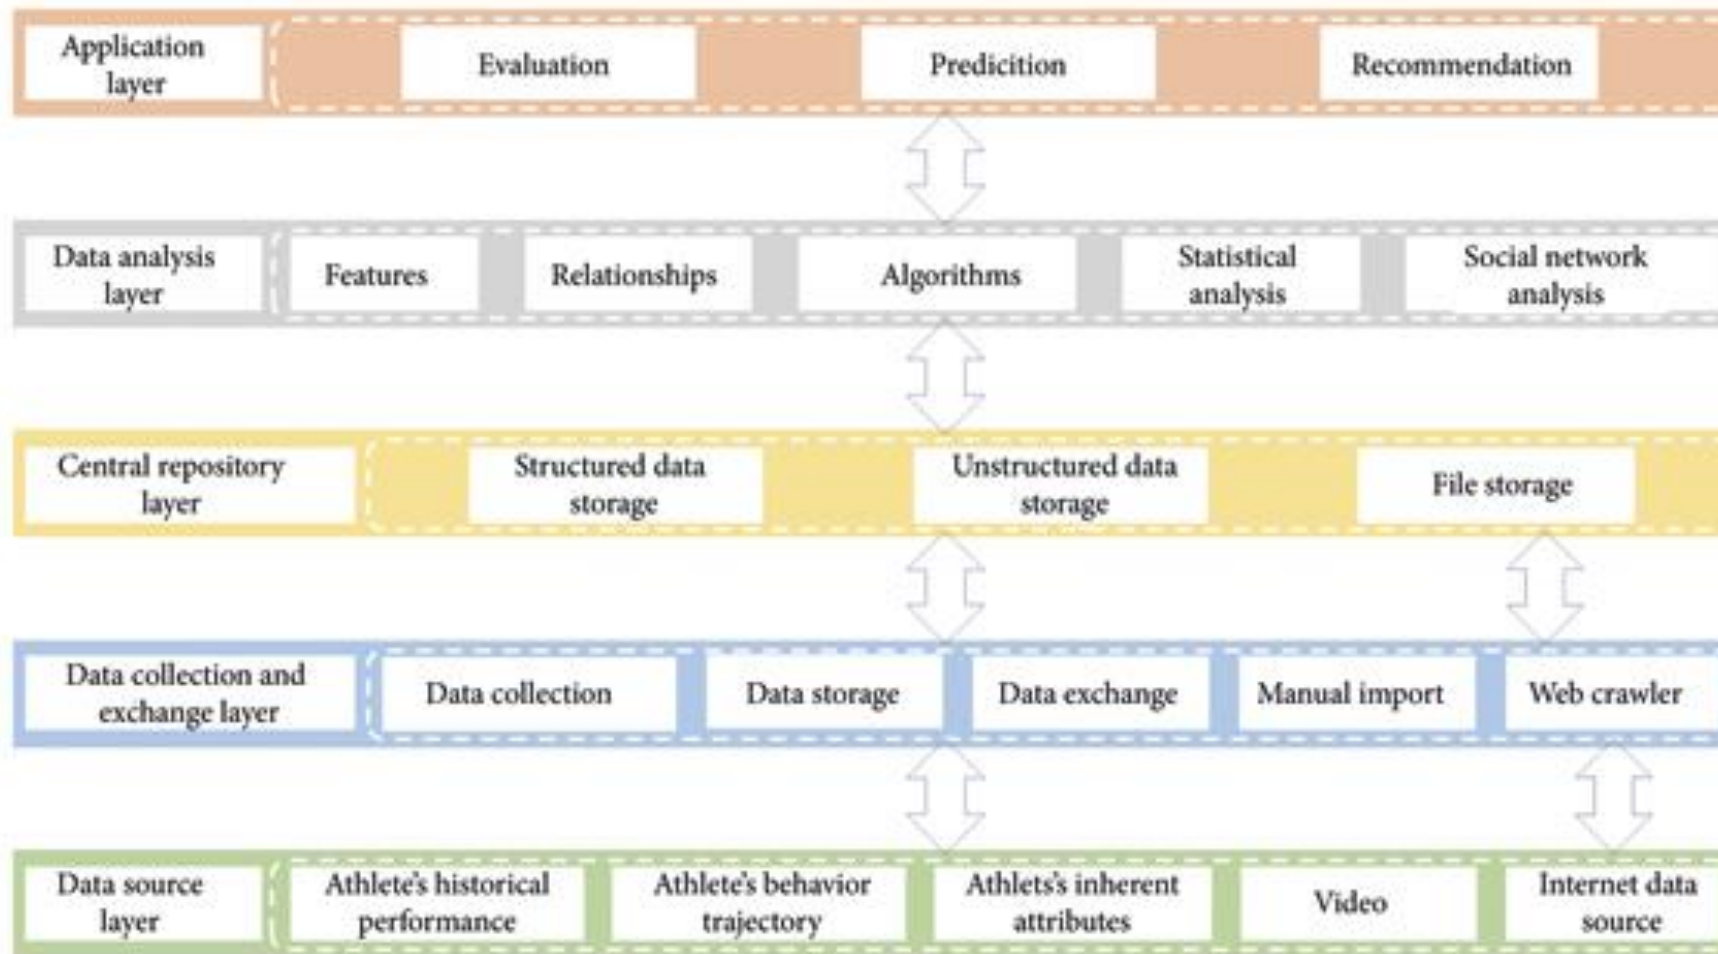 Application
layer
Evaluation
Predicition
Recommendation
Data analysis
layer
Features
Relationships
Algorithms
Statistical
analysis
Social network
analysis
Central repository
layer
Structured data
storage
Unstructured data
storage
File storage
Data collection and
exchange layer
Data collection
Data storage
Data exchange
Manual import
Web crawler
Data source
layer
Athlete's historical
performance
Athlete's behavior
trajectory
Athlets's inherent
attributes
Video
Internet data
source